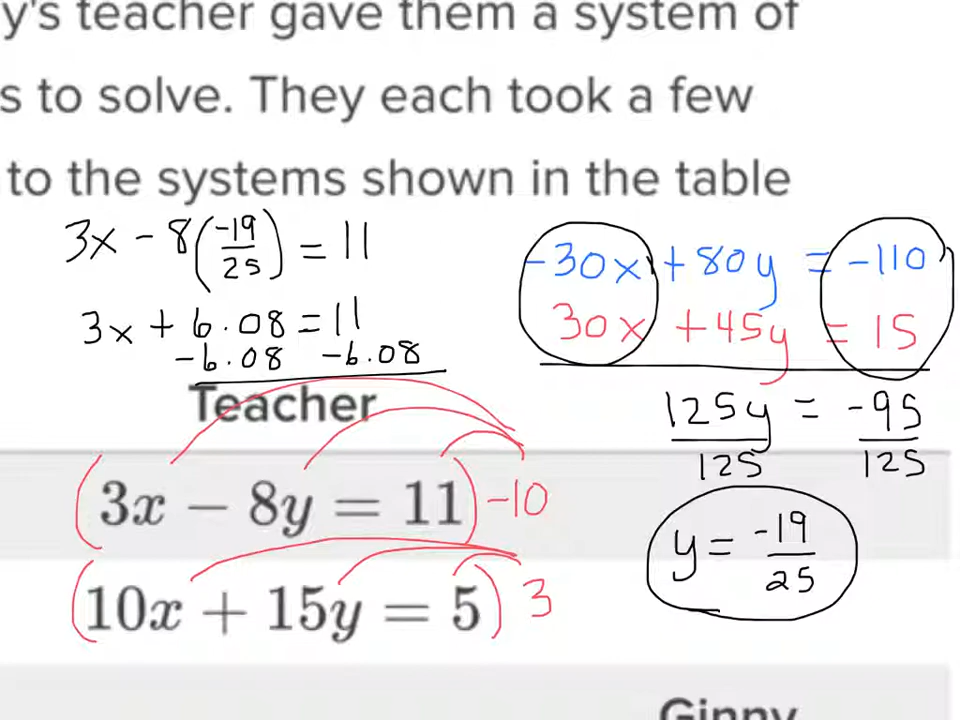 y's teacher gave them a system of
s to solve. They each took a few
to the systems shown in the table
3x - 8(-19/25) = 11
3x + 6.08 = 11
-6.08 -6.08
-30x + 80y = -110
30x + 45y = 15
125y = -95
125 125
y = -19/25
Teacher
(3x − 8y = 11) -10
(10x + 15y = 5) 3
Ginny